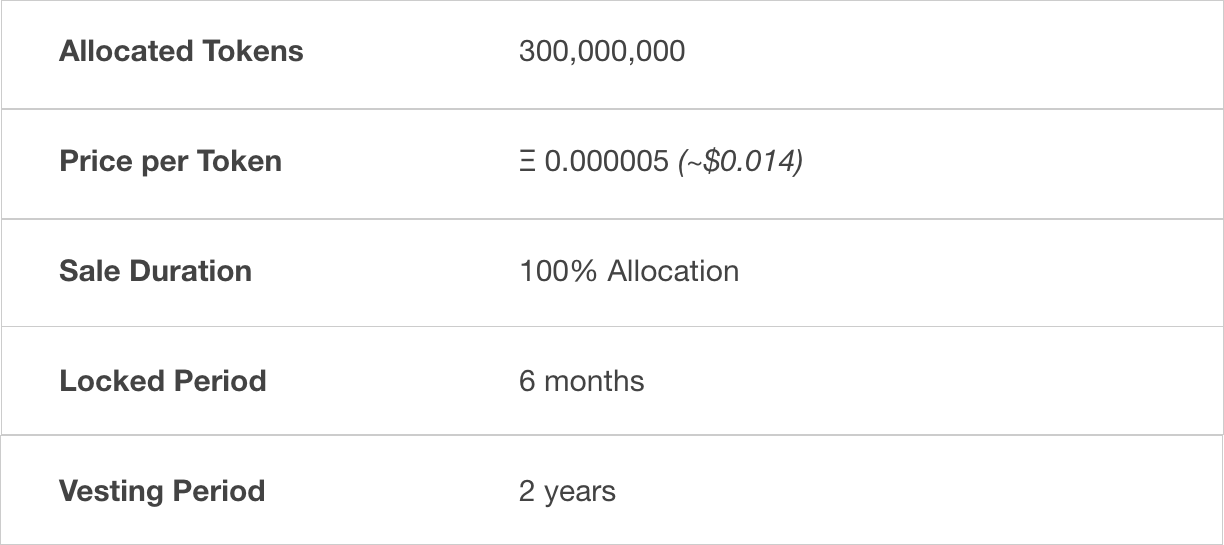 Allocated Tokens 300,000,000
Price per Token Ξ 0.000005 (~$0.014)
Sale Duration 100% Allocation
Locked Period 6 months
Vesting Period 2 years